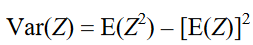 Var(Z) = E(Z²) – [E(Z)]²